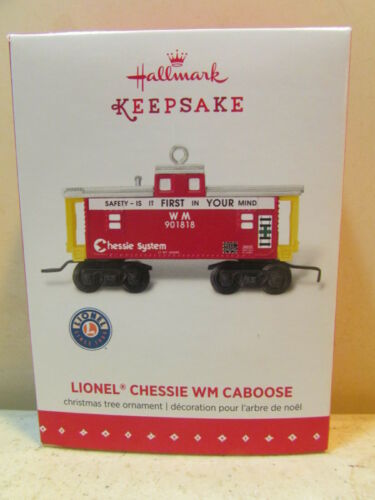 Hallmark
KEEPSAKE
SAFETY - IS IT FIRST IN YOUR MIND
WM
901818
Chessie System
LIONEL
LIONEL® CHESSIE WM CABOOSE
christmas tree ornament | décoration pour l'arbre de noël